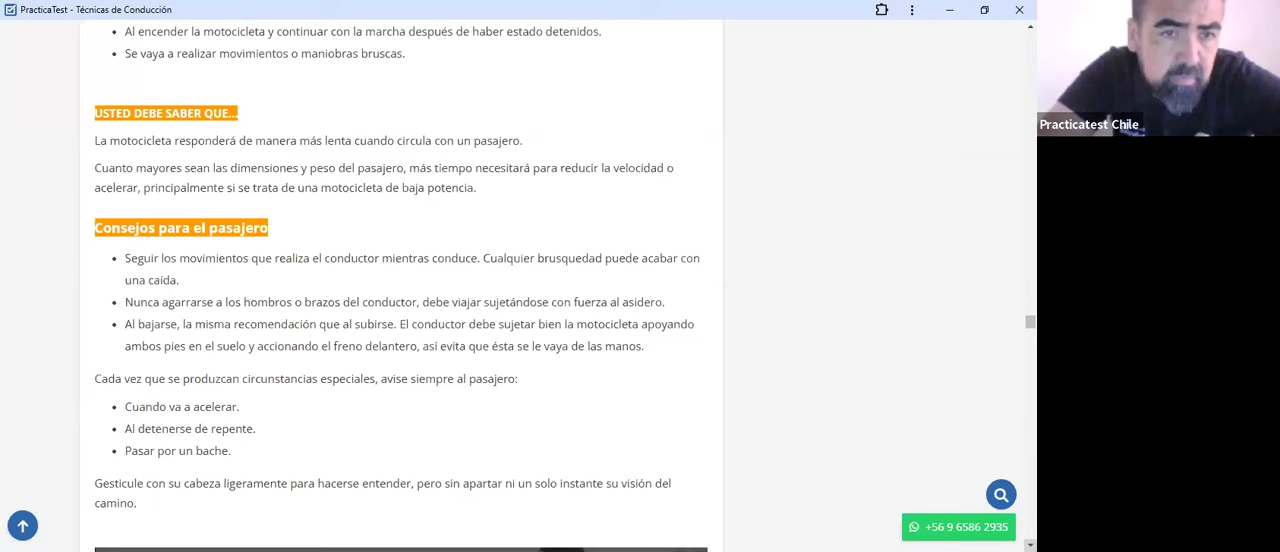 PracticaTest - Técnicas de Conducción
Al encender la motocicleta y continuar con la marcha después de haber estado detenidos.
Se vaya a realizar movimientos o maniobras bruscas.
USTED DEBE SABER QUE...
La motocicleta responderá de manera más lenta cuando circula con un pasajero.
Cuanto mayores sean las dimensiones y peso del pasajero, más tiempo necesitará para reducir la velocidad o
acelerar, principalmente si se trata de una motocicleta de baja potencia.
Consejos para el pasajero
Seguir los movimientos que realiza el conductor mientras conduce. Cualquier brusquedad puede acabar con
una caída.
Nunca agarrarse a los hombros o brazos del conductor, debe viajar sujetándose con fuerza al asidero.
Al bajarse, la misma recomendación que al subirse. El conductor debe sujetar bien la motocicleta apoyando
ambos pies en el suelo y accionando el freno delantero, así evita que ésta se le vaya de las manos.
Cada vez que se produzcan circunstancias especiales, avise siempre al pasajero:
Cuando va a acelerar.
Al detenerse de repente.
Pasar por un bache.
Gesticule con su cabeza ligeramente para hacerse entender, pero sin apartar ni un solo instante su visión del
camino.
+56 9 6586 2935
Practicatest Chile